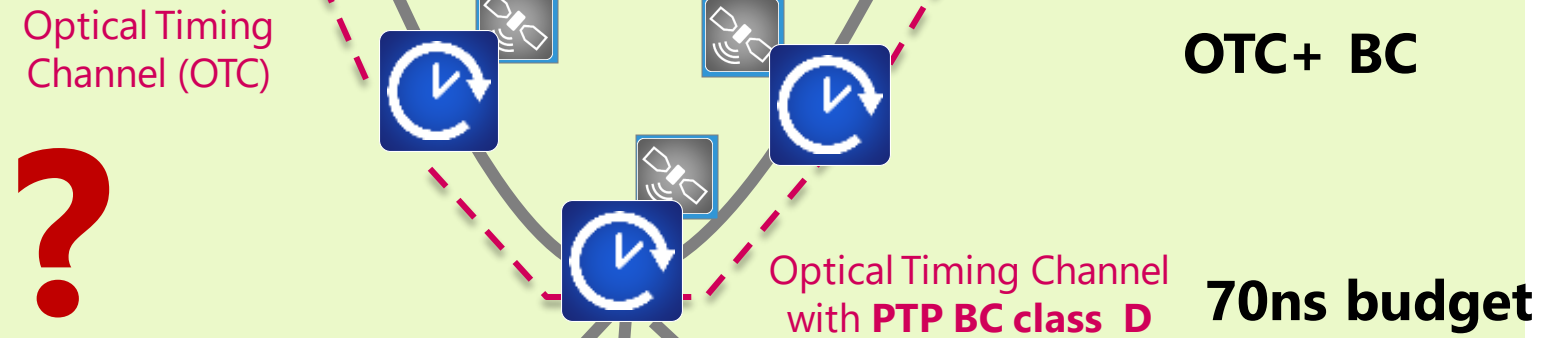 Optical Timing
Channel (OTC)
OTC+ BC
?
Optical Timing Channel
with PTP BC class D
70ns budget